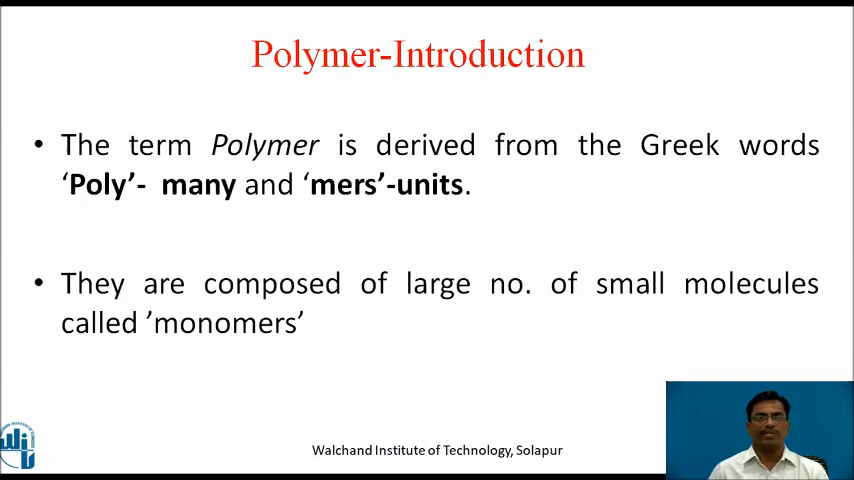 Polymer-Introduction
• The term Polymer is derived from the Greek words
‘Poly’- many and ‘mers’-units.
• They are composed of large no. of small molecules
called ’monomers’
Walchand Institute of Technology, Solapur